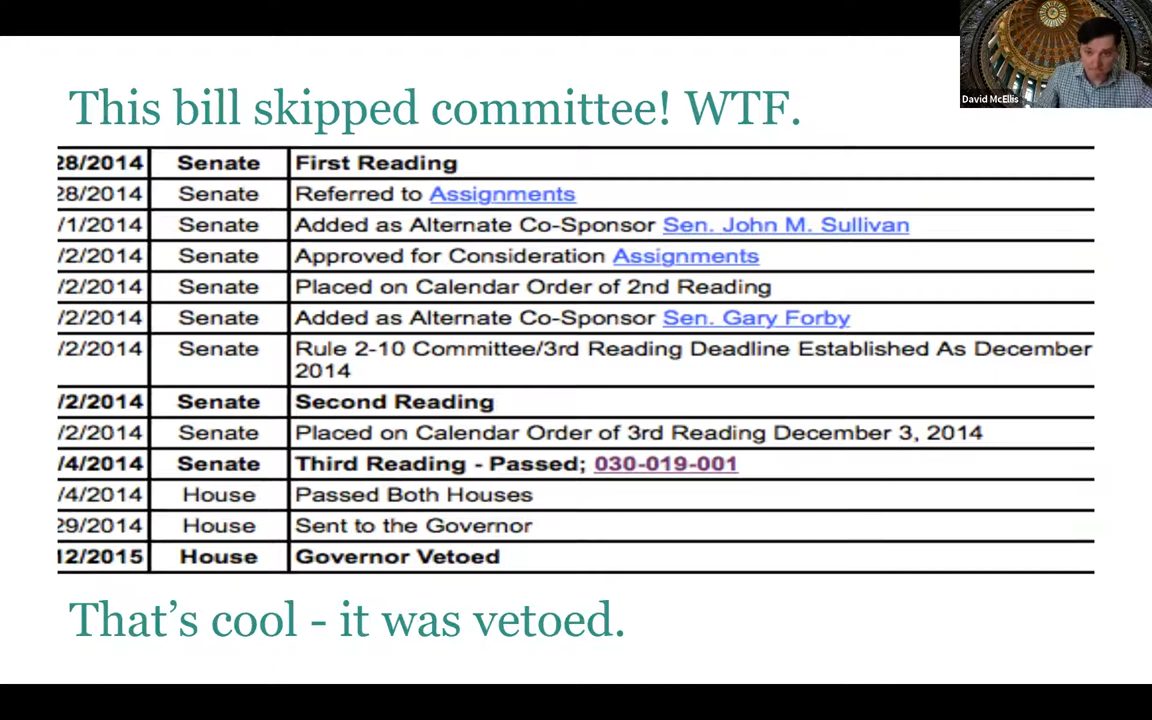 This bill skipped committee! WTF.
David McEllis
28/2014 Senate First Reading
28/2014 Senate Referred to Assignments
/1/2014 Senate Added as Alternate Co-Sponsor Sen. John M. Sullivan
/2/2014 Senate Approved for Consideration Assignments
/2/2014 Senate Placed on Calendar Order of 2nd Reading
/2/2014 Senate Added as Alternate Co-Sponsor Sen. Gary Forby
/2/2014 Senate Rule 2-10 Committee/3rd Reading Deadline Established As December
2014
/2/2014 Senate Second Reading
/2/2014 Senate Placed on Calendar Order of 3rd Reading December 3, 2014
/4/2014 Senate Third Reading - Passed; 030-019-001
/4/2014 House Passed Both Houses
29/2014 House Sent to the Governor
12/2015 House Governor Vetoed
That's cool - it was vetoed.